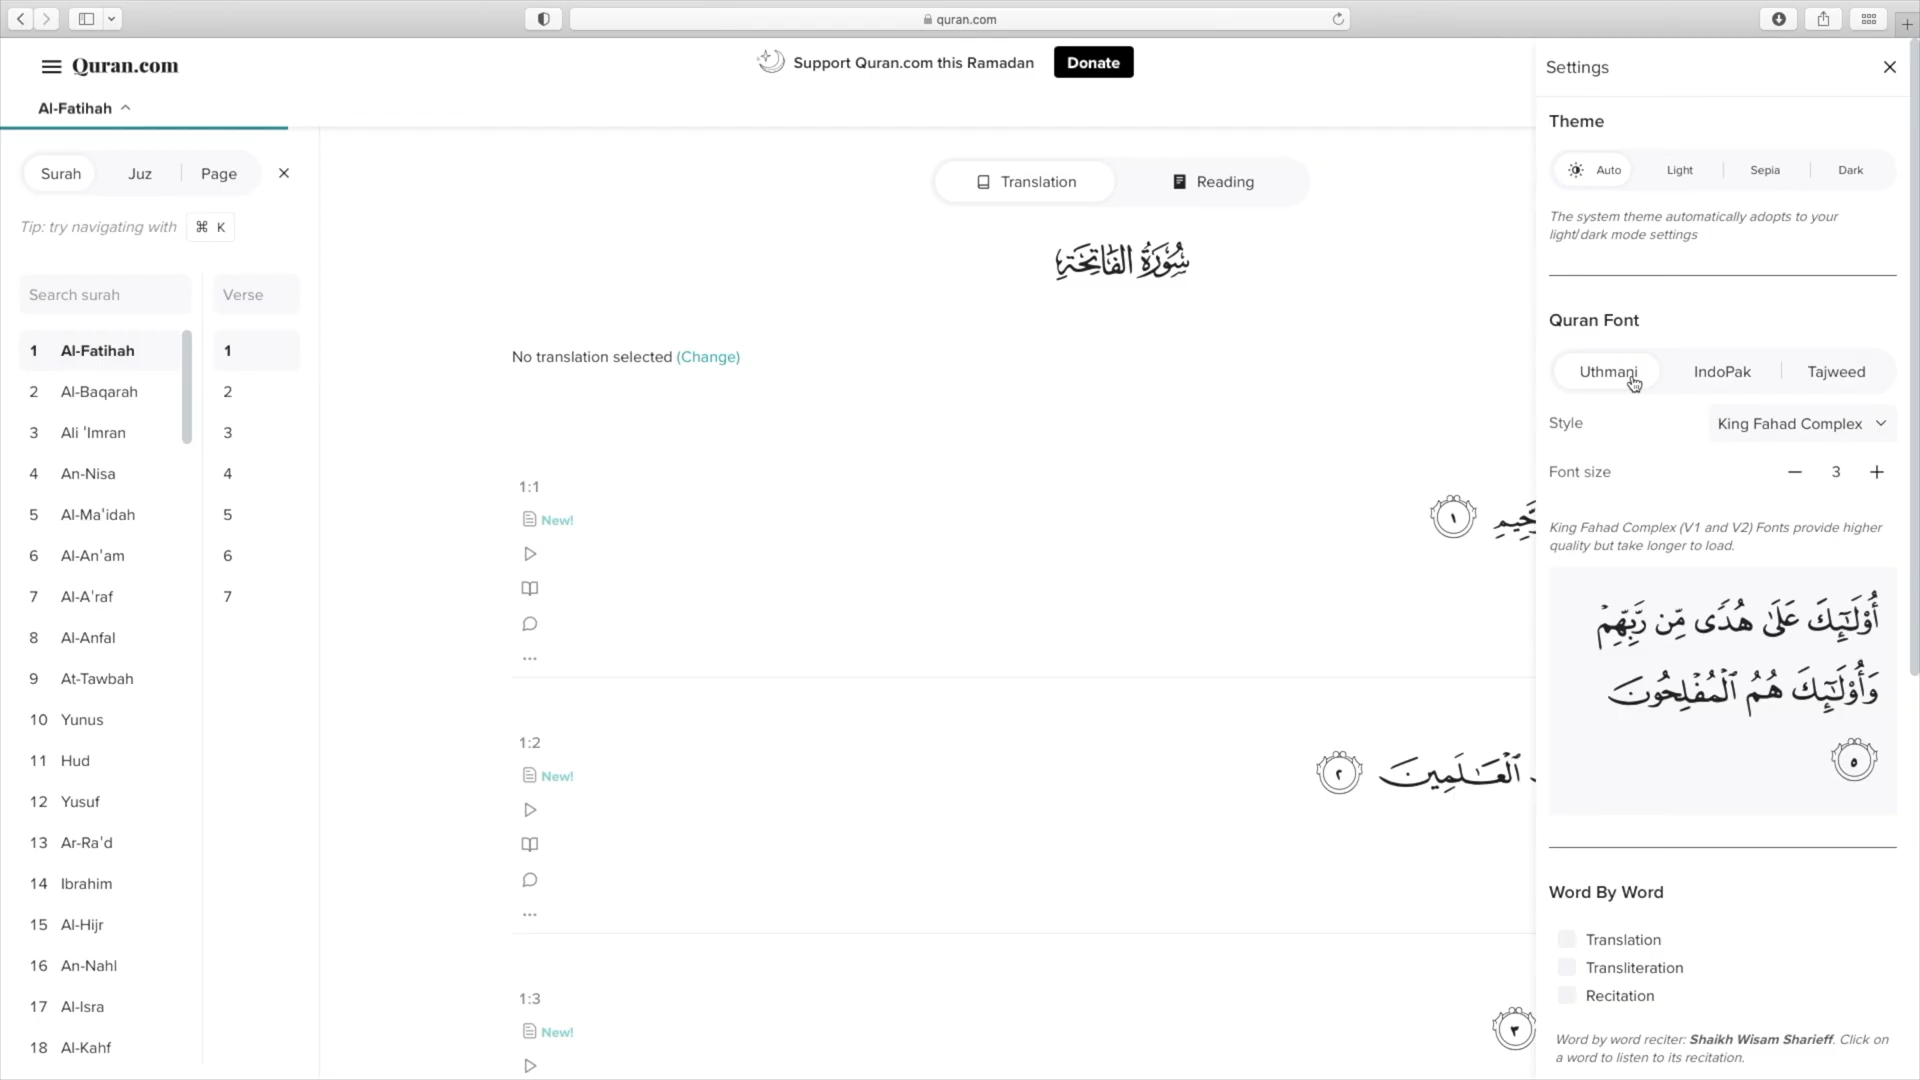 quran.com
Quran.com
Support Quran.com this Ramadan
Donate
Al-Fatihah
Surah
Juz
Page
Tip: try navigating with ⌘ K
Search surah
Verse
1 Al-Fatihah
2 Al-Baqarah
3 Ali 'Imran
4 An-Nisa
5 Al-Ma'idah
6 Al-An'am
7 Al-A'raf
8 Al-Anfal
9 At-Tawbah
10 Yunus
11 Hud
12 Yusuf
13 Ar-Ra'd
14 Ibrahim
15 Al-Hijr
16 An-Nahl
17 Al-Isra
18 Al-Kahf
1
2
3
4
5
6
7
Translation
Reading
سُورَةُ الفَاتِحَةِ
No translation selected (Change)
1:1
New!
١
1:2
New!
ٱلْعَـٰلَمِينَ ٢
1:3
New!
٣
Settings
Theme
Auto
Light
Sepia
Dark
The system theme automatically adopts to your
light/dark mode settings
Quran Font
Uthmani
IndoPak
Tajweed
Style
King Fahad Complex
Font size
3
King Fahad Complex (V1 and V2) Fonts provide higher
quality but take longer to load.
أُو۟لَـٰٓئِكَ عَلَىٰ هُدًى مِّن رَّبِّهِمْ
وَأُو۟لَـٰٓئِكَ هُمُ ٱلْمُفْلِحُونَ
٥
Word By Word
Translation
Transliteration
Recitation
Word by word reciter: Shaikh Wisam Sharieff. Click on
a word to listen to its recitation.